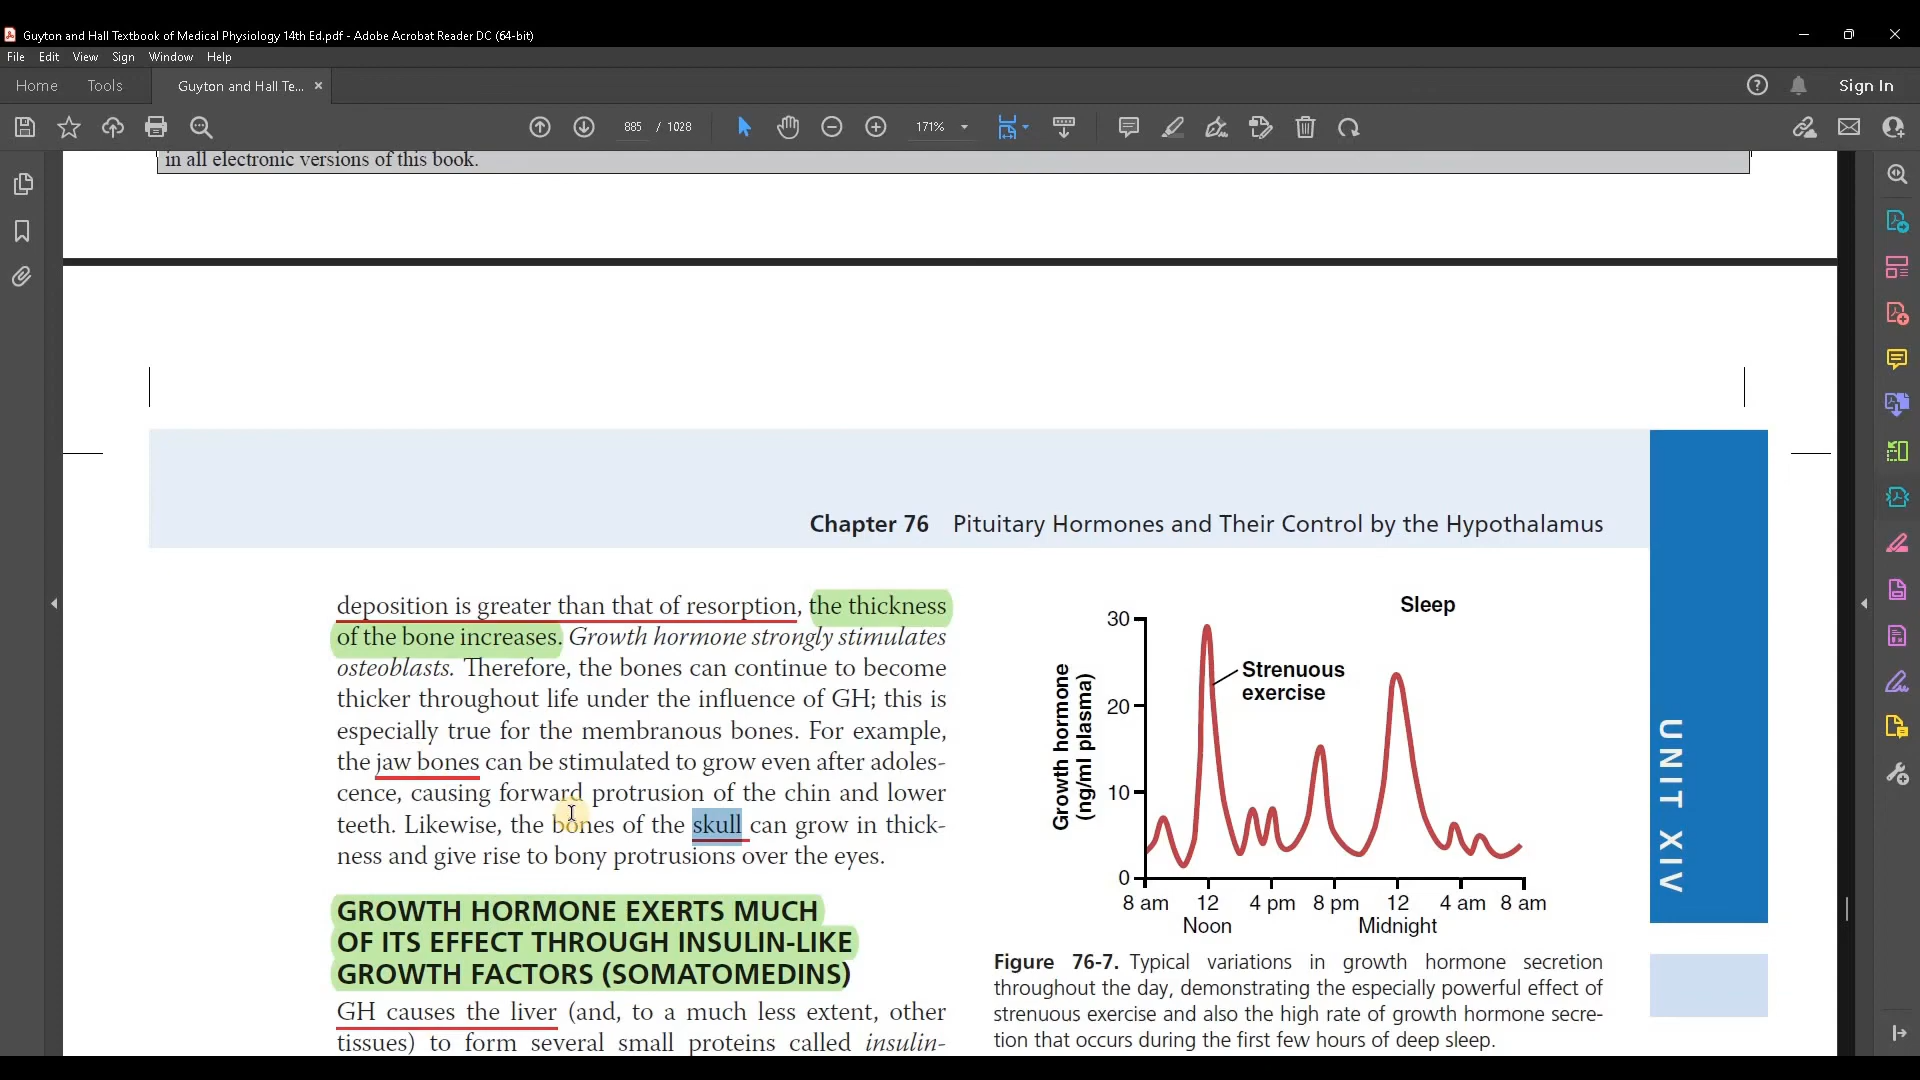 Guyton and Hall Textbook of Medical Physiology 14th Ed.pdf - Adobe Acrobat Reader DC (64-bit)
File Edit View Sign Window Help
Home Tools Guyton and Hall Te... × Sign In
885 / 1028 171%
in all electronic versions of this book.
Chapter 76 Pituitary Hormones and Their Control by the Hypothalamus
deposition is greater than that of resorption, the thickness
of the bone increases. Growth hormone strongly stimulates
osteoblasts. Therefore, the bones can continue to become
thicker throughout life under the influence of GH; this is
especially true for the membranous bones. For example,
the jaw bones can be stimulated to grow even after adoles-
cence, causing forward protrusion of the chin and lower
teeth. Likewise, the bones of the skull can grow in thick-
ness and give rise to bony protrusions over the eyes.
GROWTH HORMONE EXERTS MUCH
OF ITS EFFECT THROUGH INSULIN-LIKE
GROWTH FACTORS (SOMATOMEDINS)
GH causes the liver (and, to a much less extent, other
tissues) to form several small proteins called insulin-
Sleep
Strenuous
exercise
Growth hormone
(ng/ml plasma)
30
20
10
0
8 am 12 4 pm 8 pm 12 4 am 8 am
Noon Midnight
Figure 76-7. Typical variations in growth hormone secretion
throughout the day, demonstrating the especially powerful effect of
strenuous exercise and also the high rate of growth hormone secre-
tion that occurs during the first few hours of deep sleep.
UNIT XIV